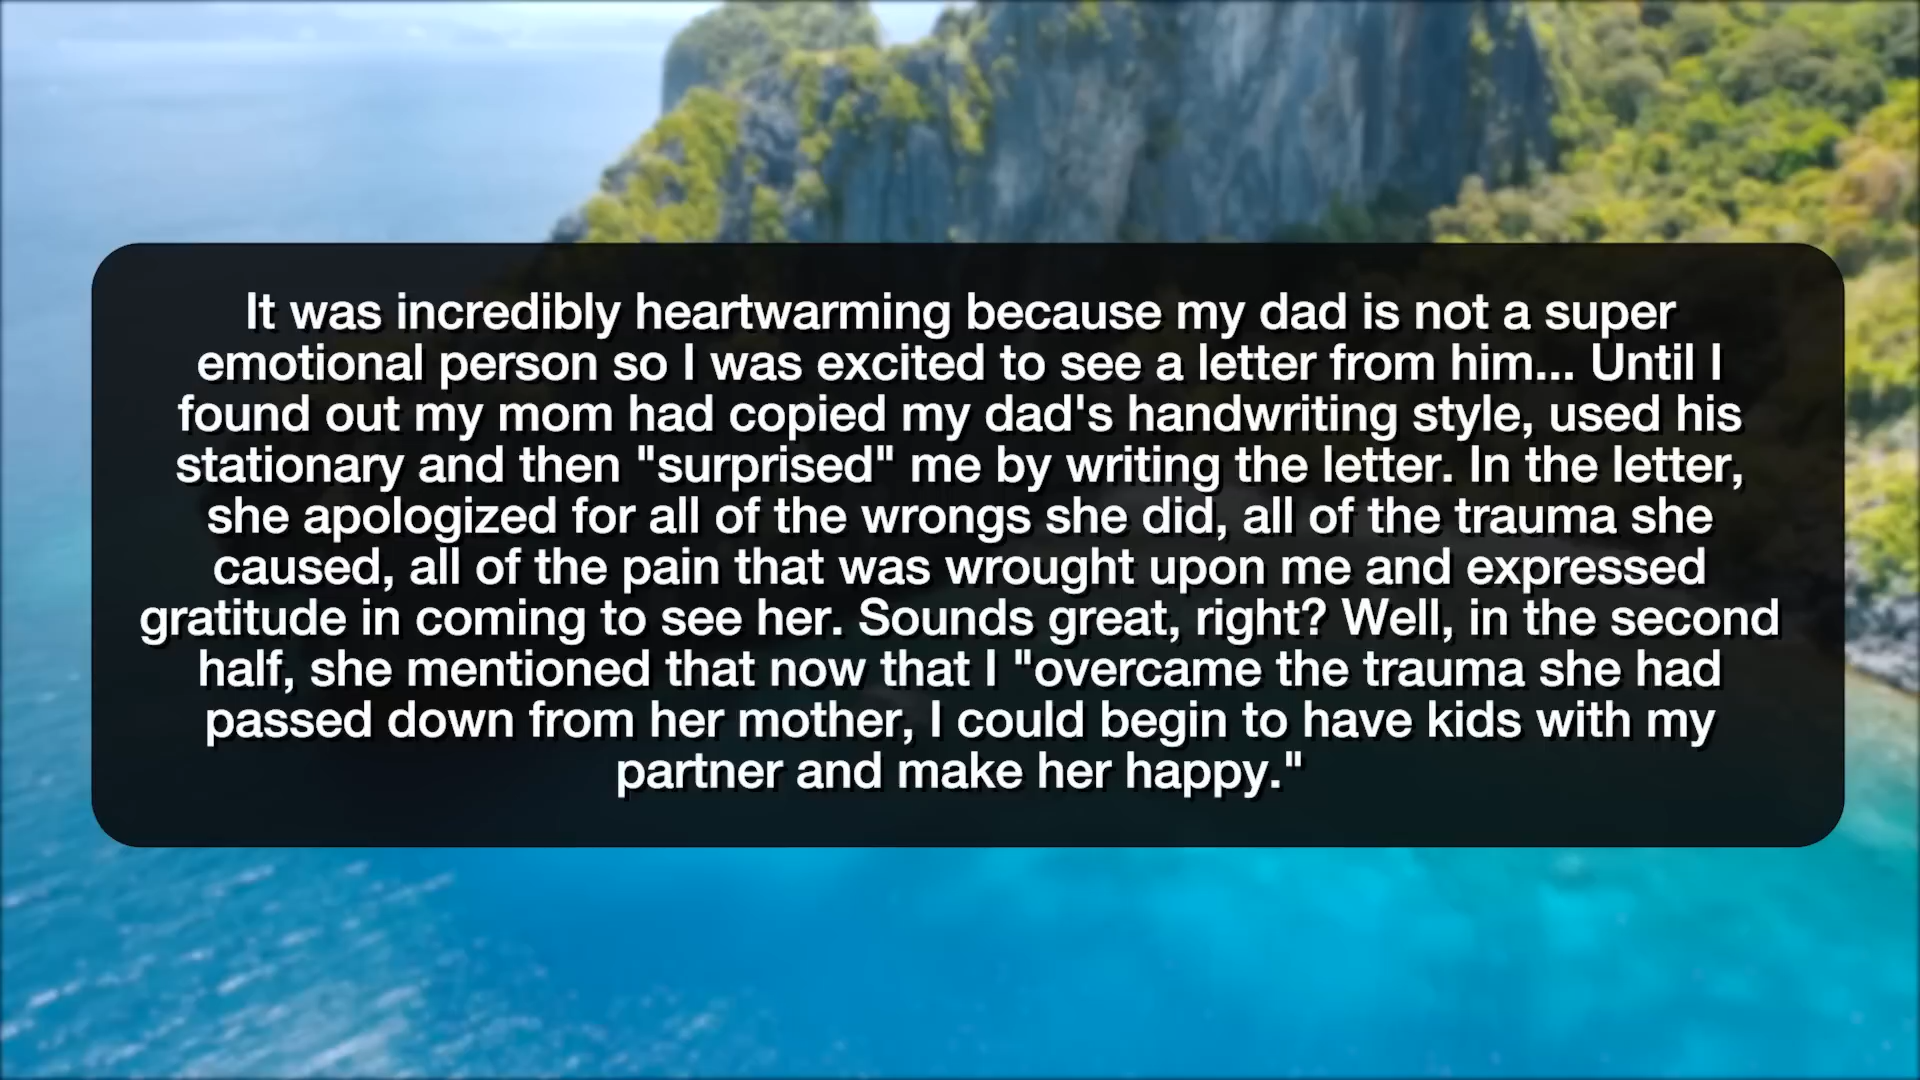 It was incredibly heartwarming because my dad is not a super
emotional person so I was excited to see a letter from him... Until I
found out my mom had copied my dad's handwriting style, used his
stationary and then "surprised" me by writing the letter. In the letter,
she apologized for all of the wrongs she did, all of the trauma she
caused, all of the pain that was wrought upon me and expressed
gratitude in coming to see her. Sounds great, right? Well, in the second
half, she mentioned that now that I "overcame the trauma she had
passed down from her mother, I could begin to have kids with my
partner and make her happy."